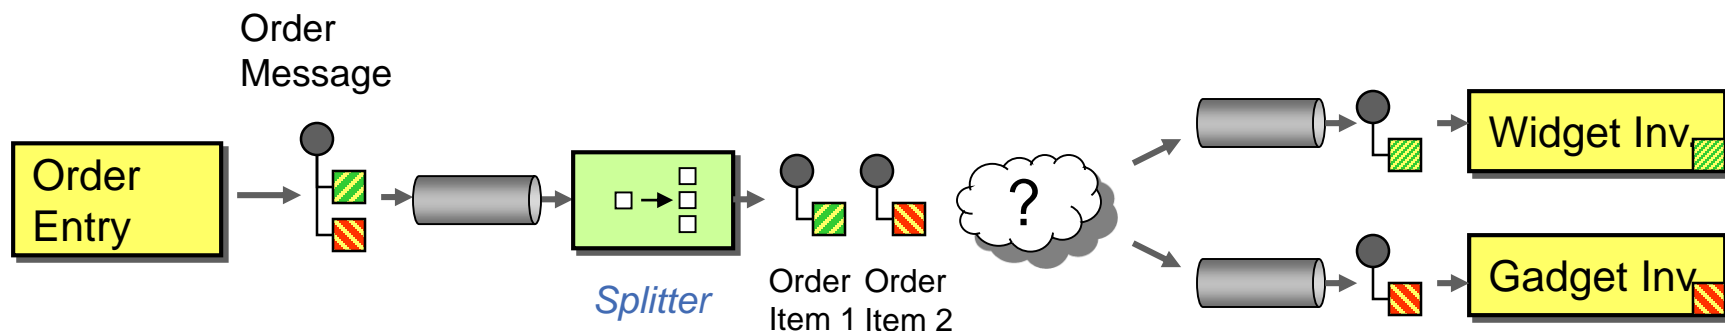 Order
Message
Order
Entry
Splitter
Order
Item 1
Order
Item 2
?
Widget Inv.
Gadget Inv.